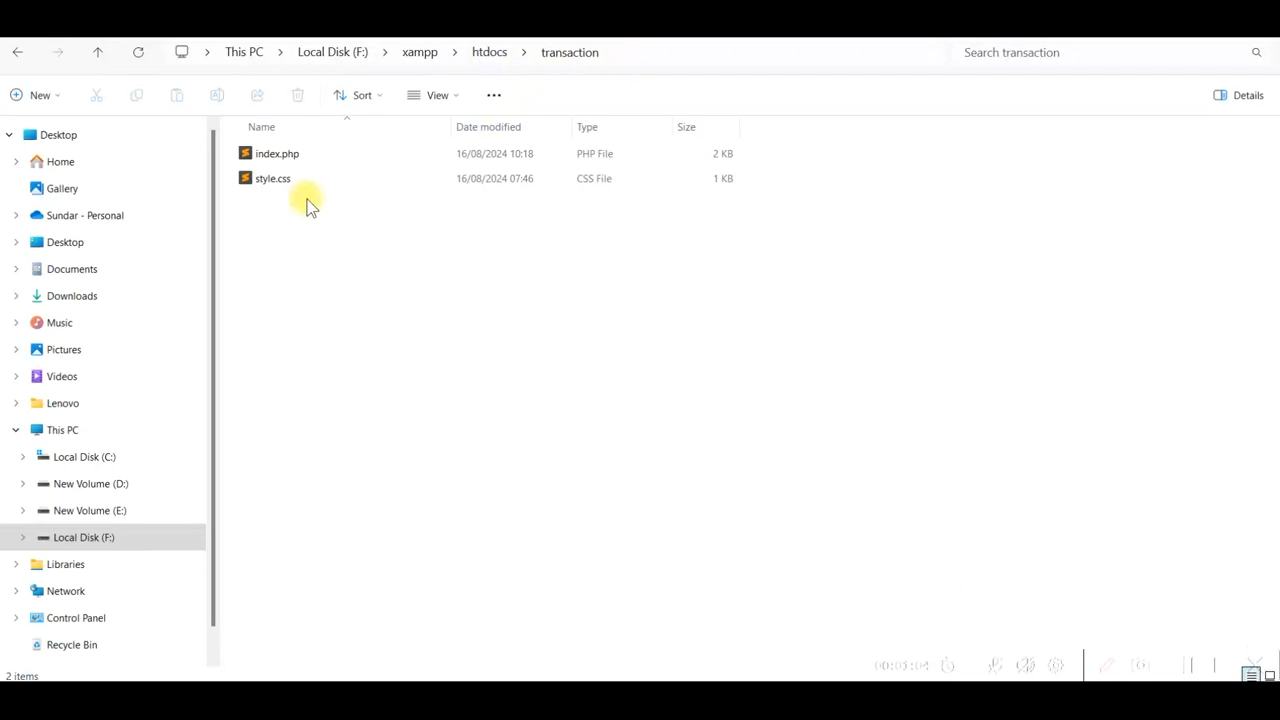 This PC > Local Disk (F:) > xampp > htdocs > transaction
Search transaction
New
Sort
View
Details
Name Date modified Type Size
index.php 16/08/2024 10:18 PHP File 2 KB
style.css 16/08/2024 07:46 CSS File 1 KB
Desktop
Home
Gallery
Sundar - Personal
Desktop
Documents
Downloads
Music
Pictures
Videos
Lenovo
This PC
Local Disk (C:)
New Volume (D:)
New Volume (E:)
Local Disk (F:)
Libraries
Network
Control Panel
Recycle Bin
00:01:04
2 items